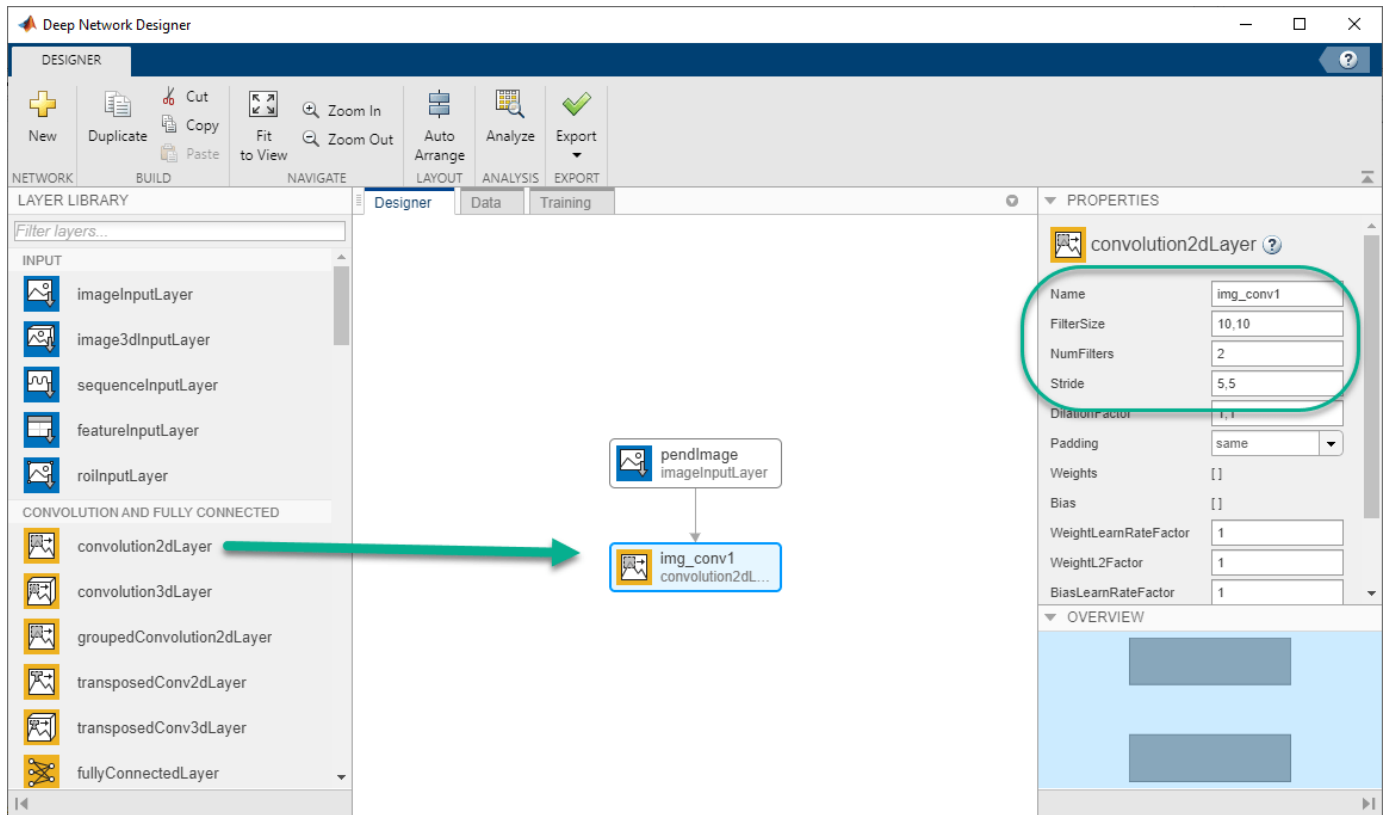 Deep Network Designer
DESIGNER
New
Duplicate
Cut
Copy
Paste
Fit
to View
Zoom In
Zoom Out
Auto
Arrange
Analyze
Export
NETWORK
BUILD
NAVIGATE
LAYOUT
ANALYSIS
EXPORT
LAYER LIBRARY
Filter layers...
INPUT
imageInputLayer
image3dInputLayer
sequenceInputLayer
featureInputLayer
roiInputLayer
CONVOLUTION AND FULLY CONNECTED
convolution2dLayer
convolution3dLayer
groupedConvolution2dLayer
transposedConv2dLayer
transposedConv3dLayer
fullyConnectedLayer
Designer
Data
Training
pendImage
imageInputLayer
img_conv1
convolution2dL...
PROPERTIES
convolution2dLayer ?
Name img_conv1
FilterSize 10,10
NumFilters 2
Stride 5,5
DilationFactor 1,1
Padding same
Weights []
Bias []
WeightLearnRateFactor 1
WeightL2Factor 1
BiasLearnRateFactor 1
OVERVIEW